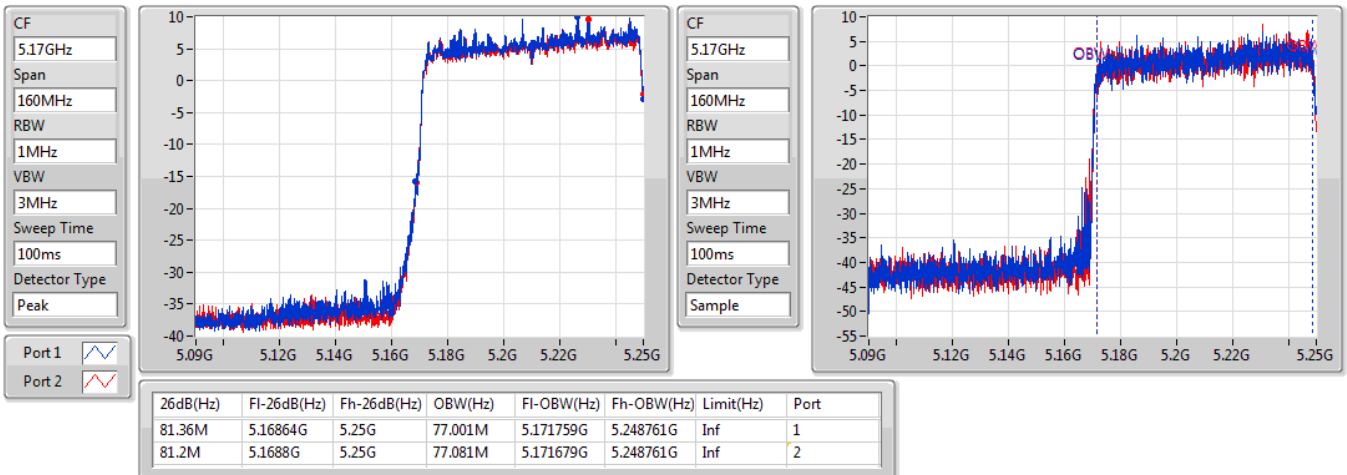 CF
5.17GHz
Span
160MHz
RBW
1MHz
VBW
3MHz
Sweep Time
100ms
Detector Type
Peak
Port 1
Port 2
10
5
0
-5
-10
-15
-20
-25
-30
-35
-40
5.09G 5.12G 5.14G 5.16G 5.18G 5.2G 5.22G 5.25G
CF
5.17GHz
Span
160MHz
RBW
1MHz
VBW
3MHz
Sweep Time
100ms
Detector Type
Sample
10
5
0
-5
-10
-15
-20
-25
-30
-35
-40
-45
-50
-55
OBW
5.09G 5.12G 5.14G 5.16G 5.18G 5.2G 5.22G 5.25G
26dB(Hz) Fl-26dB(Hz) Fh-26dB(Hz) OBW(Hz) Fl-OBW(Hz) Fh-OBW(Hz) Limit(Hz) Port
81.36M 5.16864G 5.25G 77.001M 5.171759G 5.248761G Inf 1
81.2M 5.1688G 5.25G 77.081M 5.171679G 5.248761G Inf 2